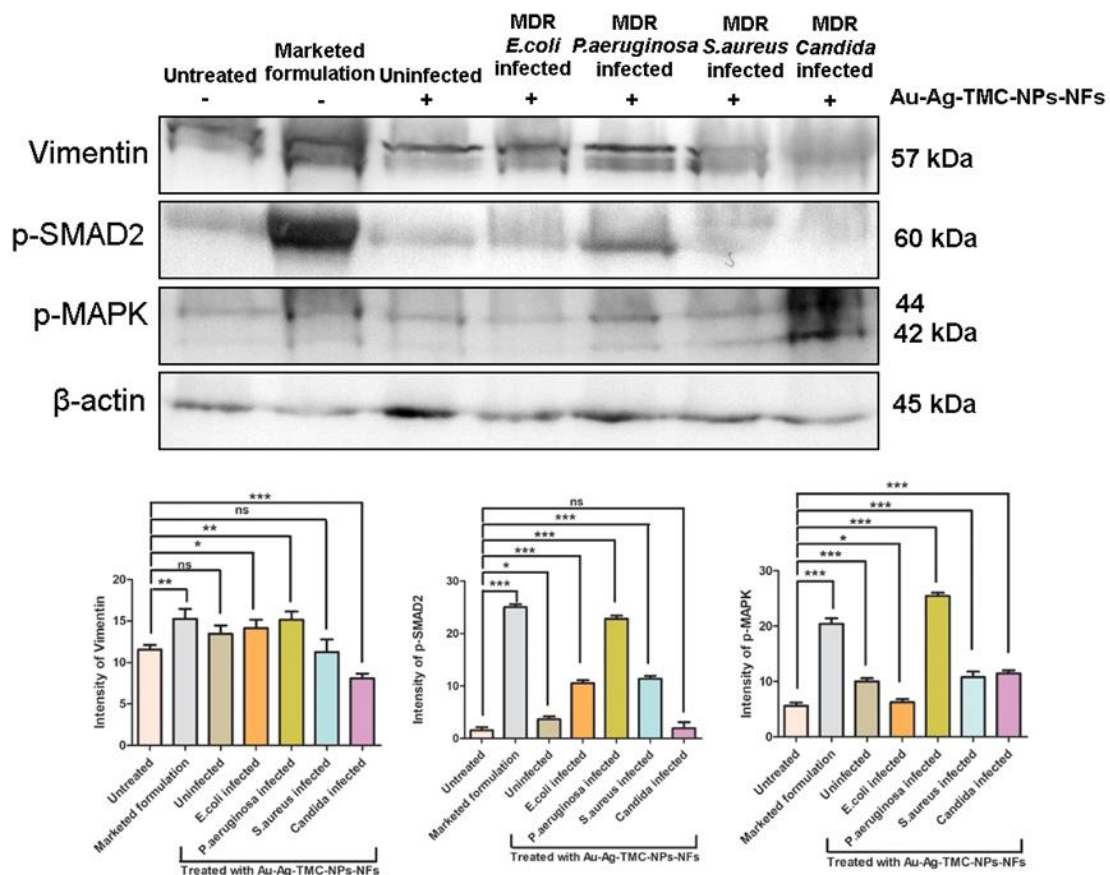 MDR MDR MDR MDR
Marketed E.coli P.aeruginosa S.aureus Candida
Untreated formulation Uninfected infected infected infected infected
- - + + + + + Au-Ag-TMC-NPs-NFs
Vimentin 57 kDa
p-SMAD2 60 kDa
p-MAPK 44
42 kDa
β-actin 45 kDa
***
ns
**
*
ns
**
Intensity of Vimentin
20
15
10
5
0
Untreated
Marketed formulation
Uninfected
E.coli infected
P.aeruginosa infected
S.aureus infected
Candida infected
Treated with Au-Ag-TMC-NPs-NFs
ns
***
***
***
*
***
Intensity of p-SMAD2
30
20
10
0
Untreated
Marketed formulation
Uninfected
E.coli infected
P.aeruginosa infected
S.aureus infected
Candida infected
Treated with Au-Ag-TMC-NPs-NFs
***
***
***
*
***
***
Intensity of p-MAPK
30
20
10
0
Untreated
Marketed formulation
Uninfected
E.coli infected
P.aeruginosa infected
S.aureus infected
Candida infected
Treated with Au-Ag-TMC-NPs-NFs